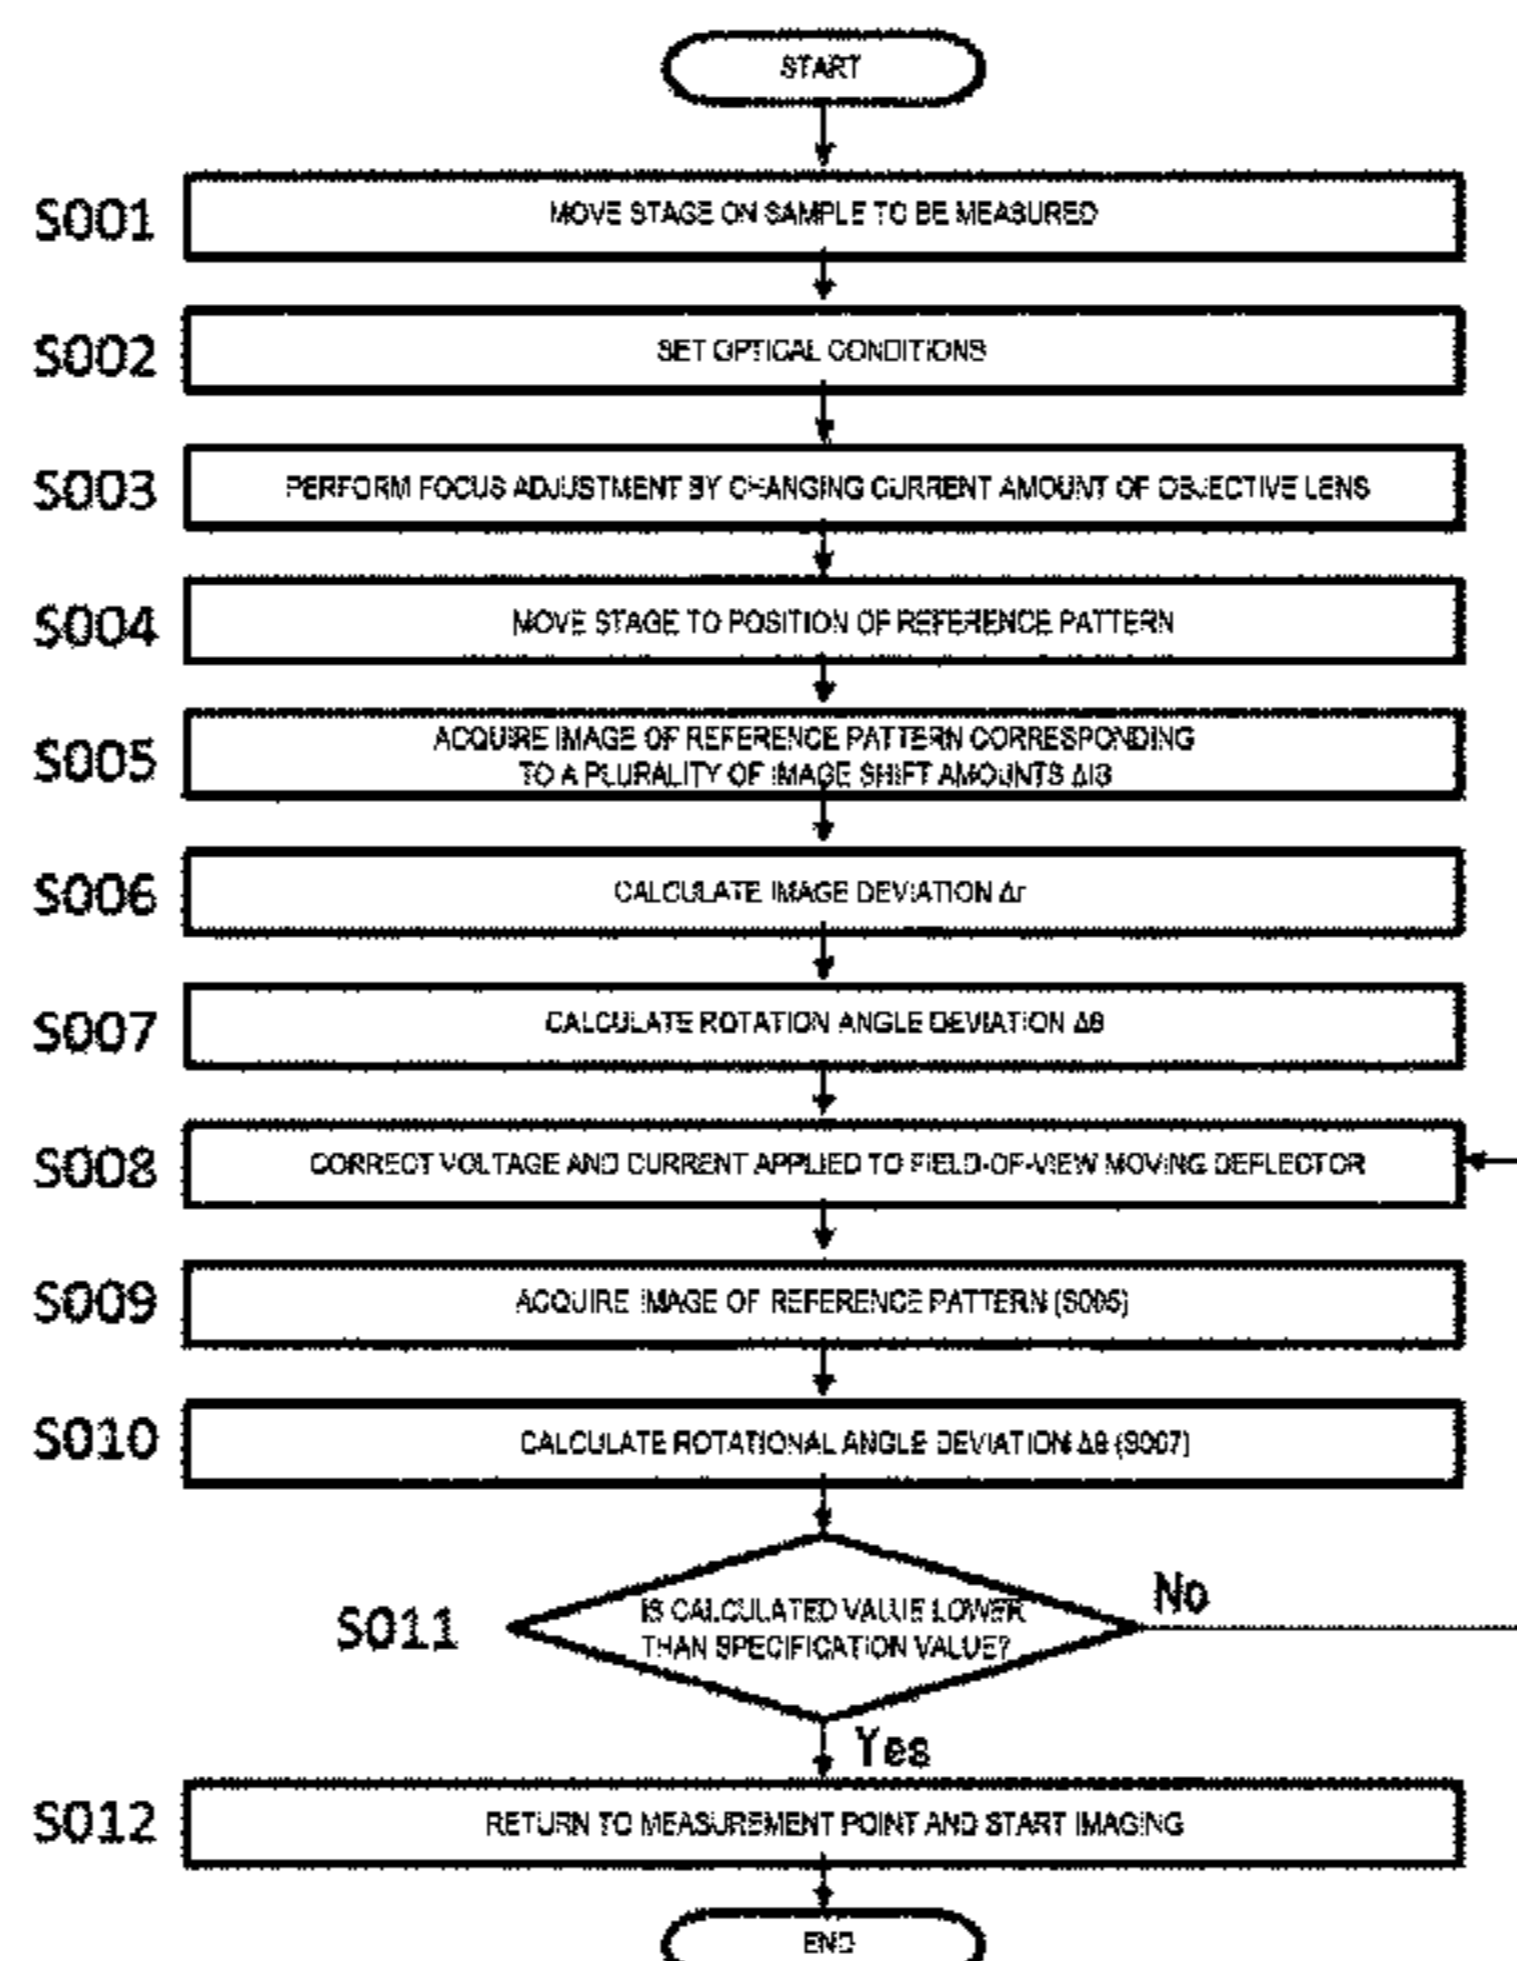 START
S001
MOVE STAGE ON SAMPLE TO BE MEASURED
S002
SET OPTICAL CONDITIONS
S003
PERFORM FOCUS ADJUSTMENT BY CHANGING CURRENT AMOUNT OF OBJECTIVE LENS
S004
MOVE STAGE TO POSITION OF REFERENCE PATTERN
S005
ACQUIRE IMAGE OF REFERENCE PATTERN CORRESPONDING
TO A PLURALITY OF IMAGE SHIFT AMOUNTS ΔIS
S006
CALCULATE IMAGE DEVIATION Δr
S007
CALCULATE ROTATION ANGLE DEVIATION Δθ
S008
CORRECT VOLTAGE AND CURRENT APPLIED TO FIELD-OF-VIEW MOVING DEFLECTOR
S009
ACQUIRE IMAGE OF REFERENCE PATTERN (S005)
S010
CALCULATE ROTATIONAL ANGLE DEVIATION Δθ (S007)
S011
IS CALCULATED VALUE LOWER
THAN SPECIFICATION VALUE?
No
Yes
S012
RETURN TO MEASUREMENT POINT AND START IMAGING
END